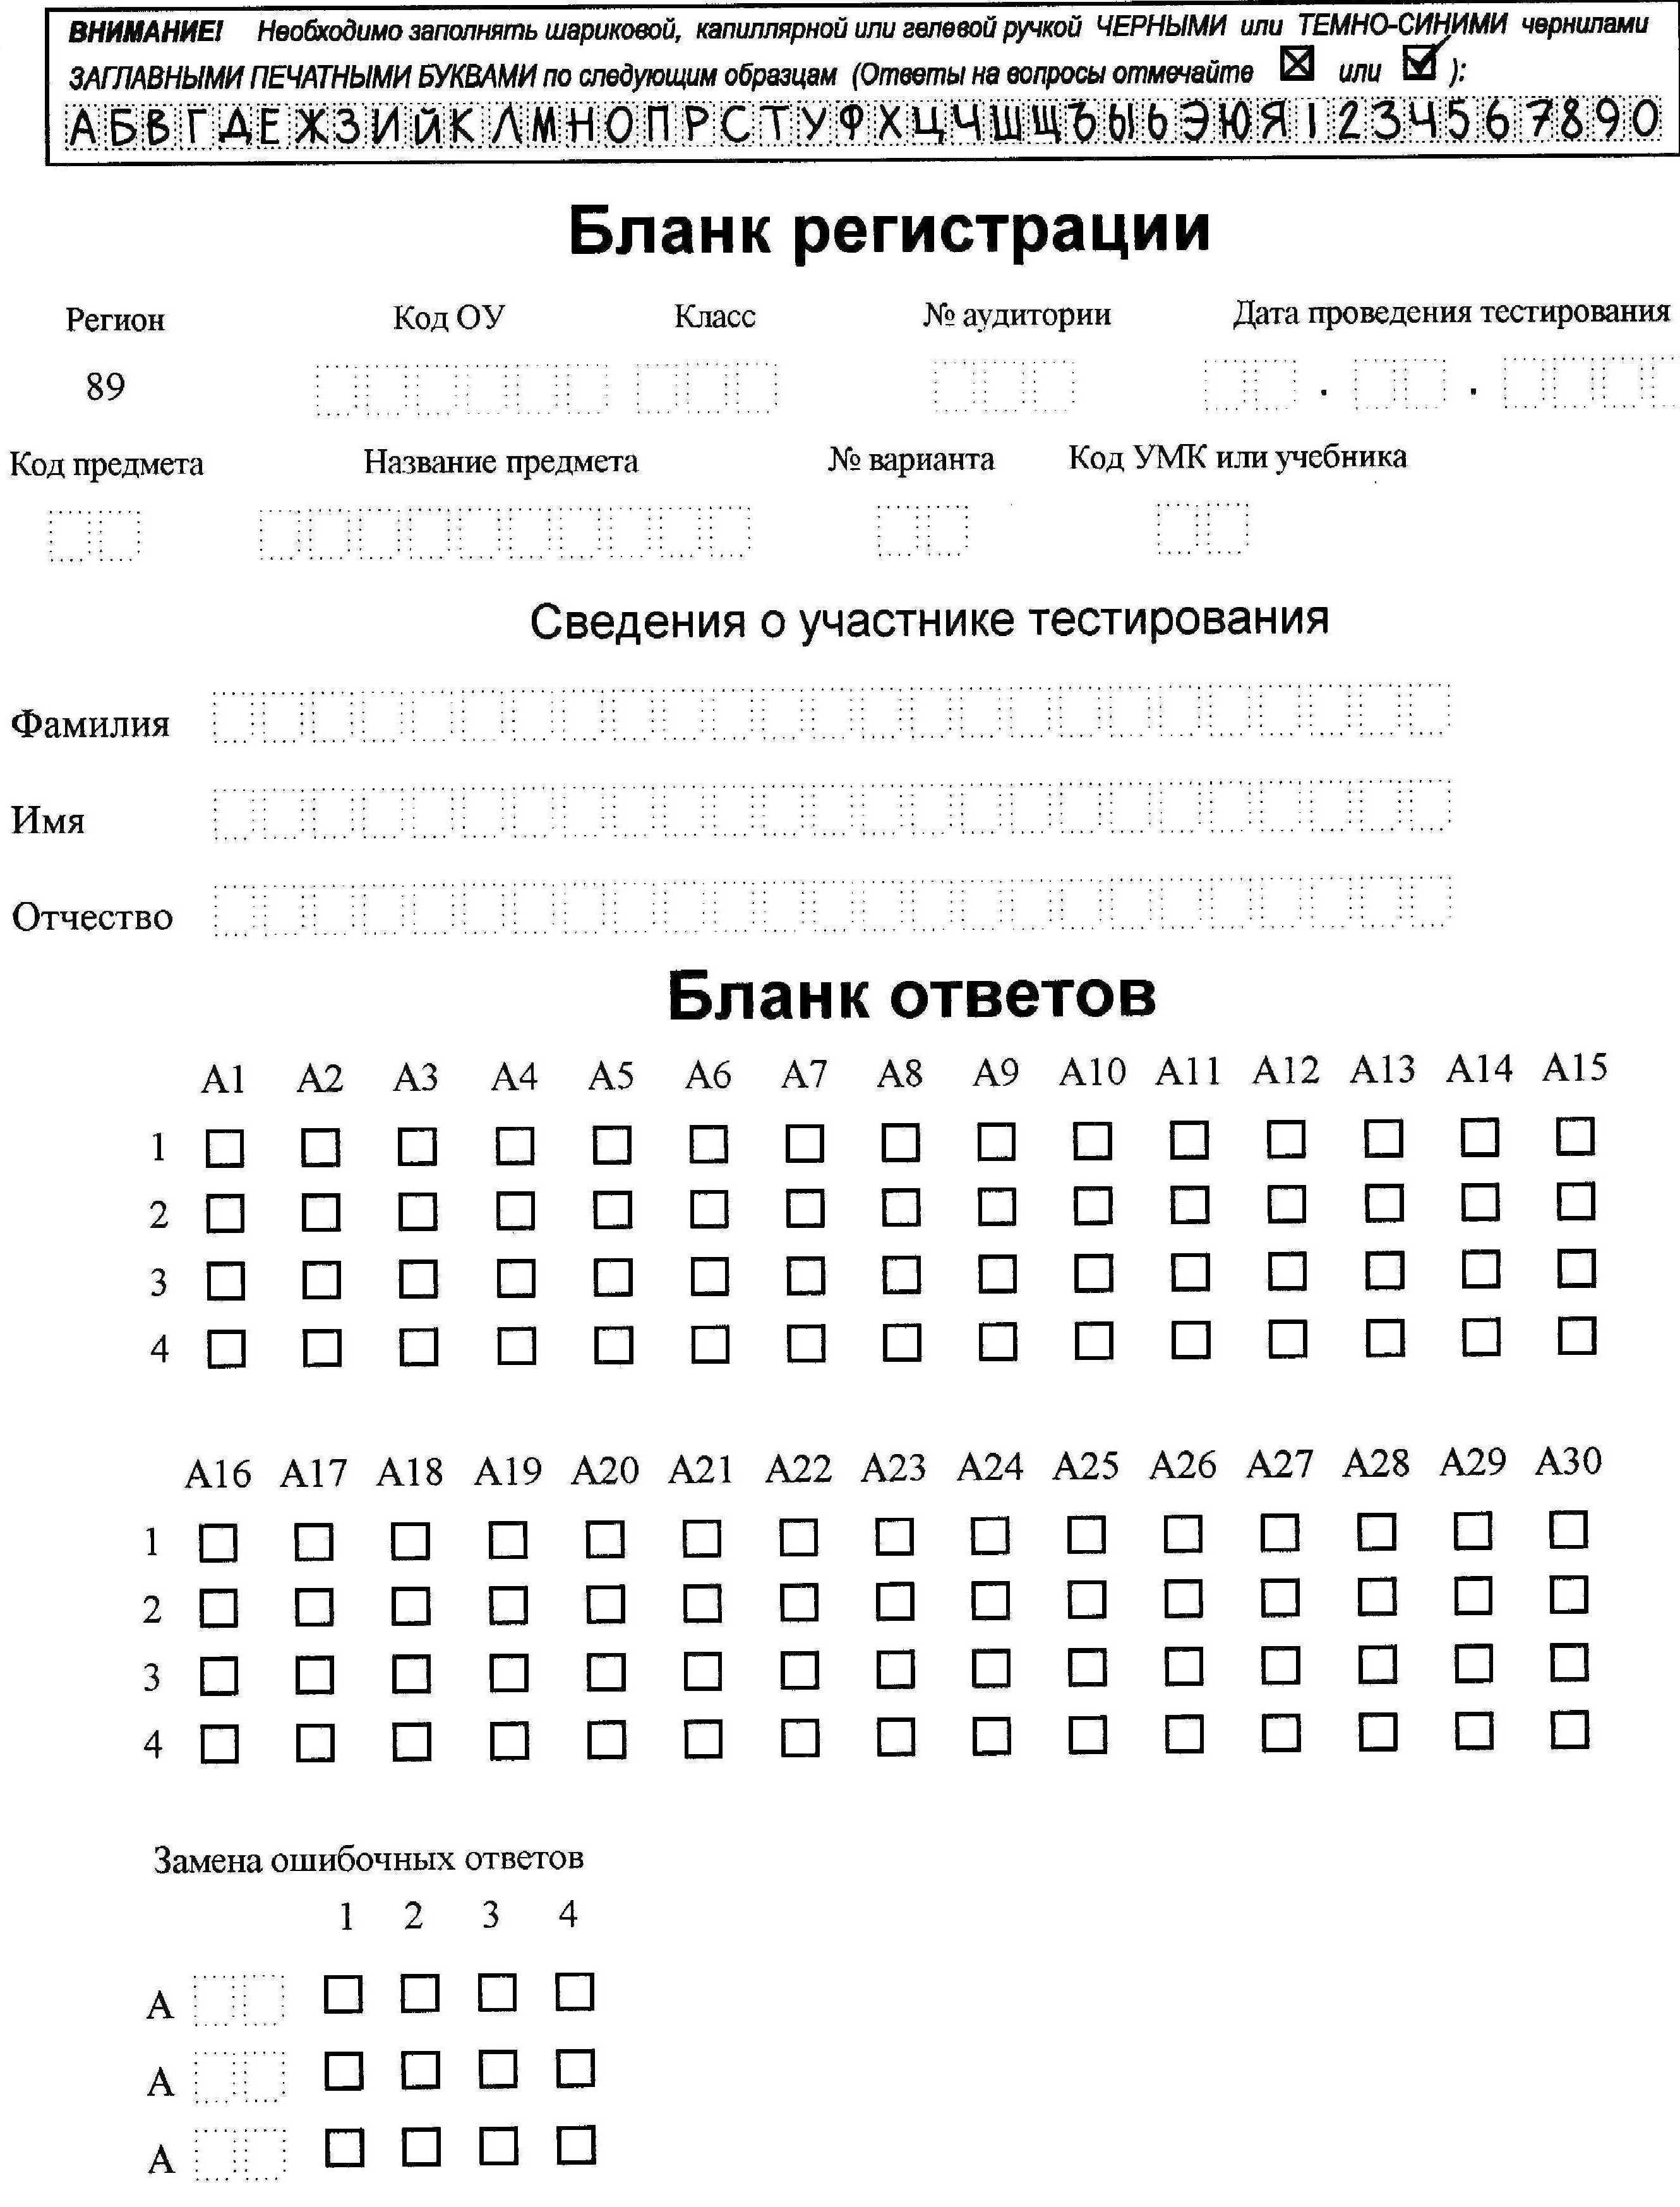 ВНИМАНИЕ! Необходимо заполнять шариковой, капиллярной или гелевой ручкой ЧЕРНЫМИ или ТЕМНО-СИНИМИ чернилами
ЗАГЛАВНЫМИ ПЕЧАТНЫМИ БУКВАМИ по следующим образцам (Ответы на вопросы отмечайте или ):
АБВГДЕЖЗИЙКЛМНОПРСТУФХЦЧШЩЪЫЬЭЮЯ1234567890
Бланк регистрации
Регион Код ОУ Класс № аудитории Дата проведения тестирования
89 . .
Код предмета Название предмета № варианта Код УМК или учебника
Сведения о участнике тестирования
Фамилия
Имя
Отчество
Бланк ответов
А1 А2 А3 А4 А5 А6 А7 А8 А9 А10 А11 А12 А13 А14 А15
1
2
3
4
А16 А17 А18 А19 А20 А21 А22 А23 А24 А25 А26 А27 А28 А29 А30
1
2
3
4
Замена ошибочных ответов
1 2 3 4
А
А
А